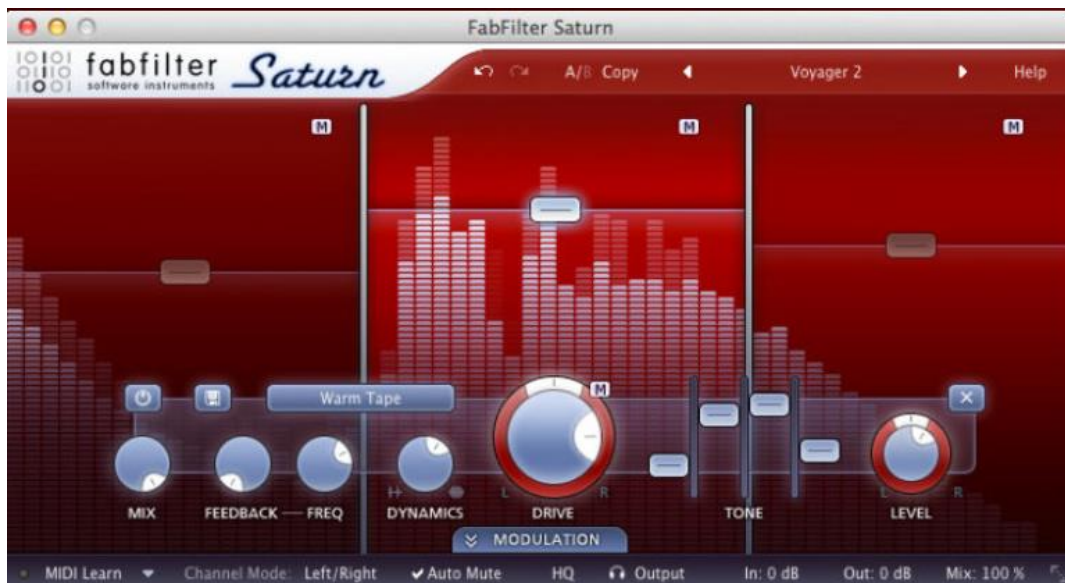 FabFilter Saturn
fabfilter Saturn
software instruments
A/B Copy Voyager 2 Help
M M M
Warm Tape
M
L R
L R
MIX FEEDBACK FREQ DYNAMICS DRIVE TONE LEVEL
MODULATION
MIDI Learn Channel Mode: Left/Right Auto Mute HQ Output In: 0 dB Out: 0 dB Mix: 100 %